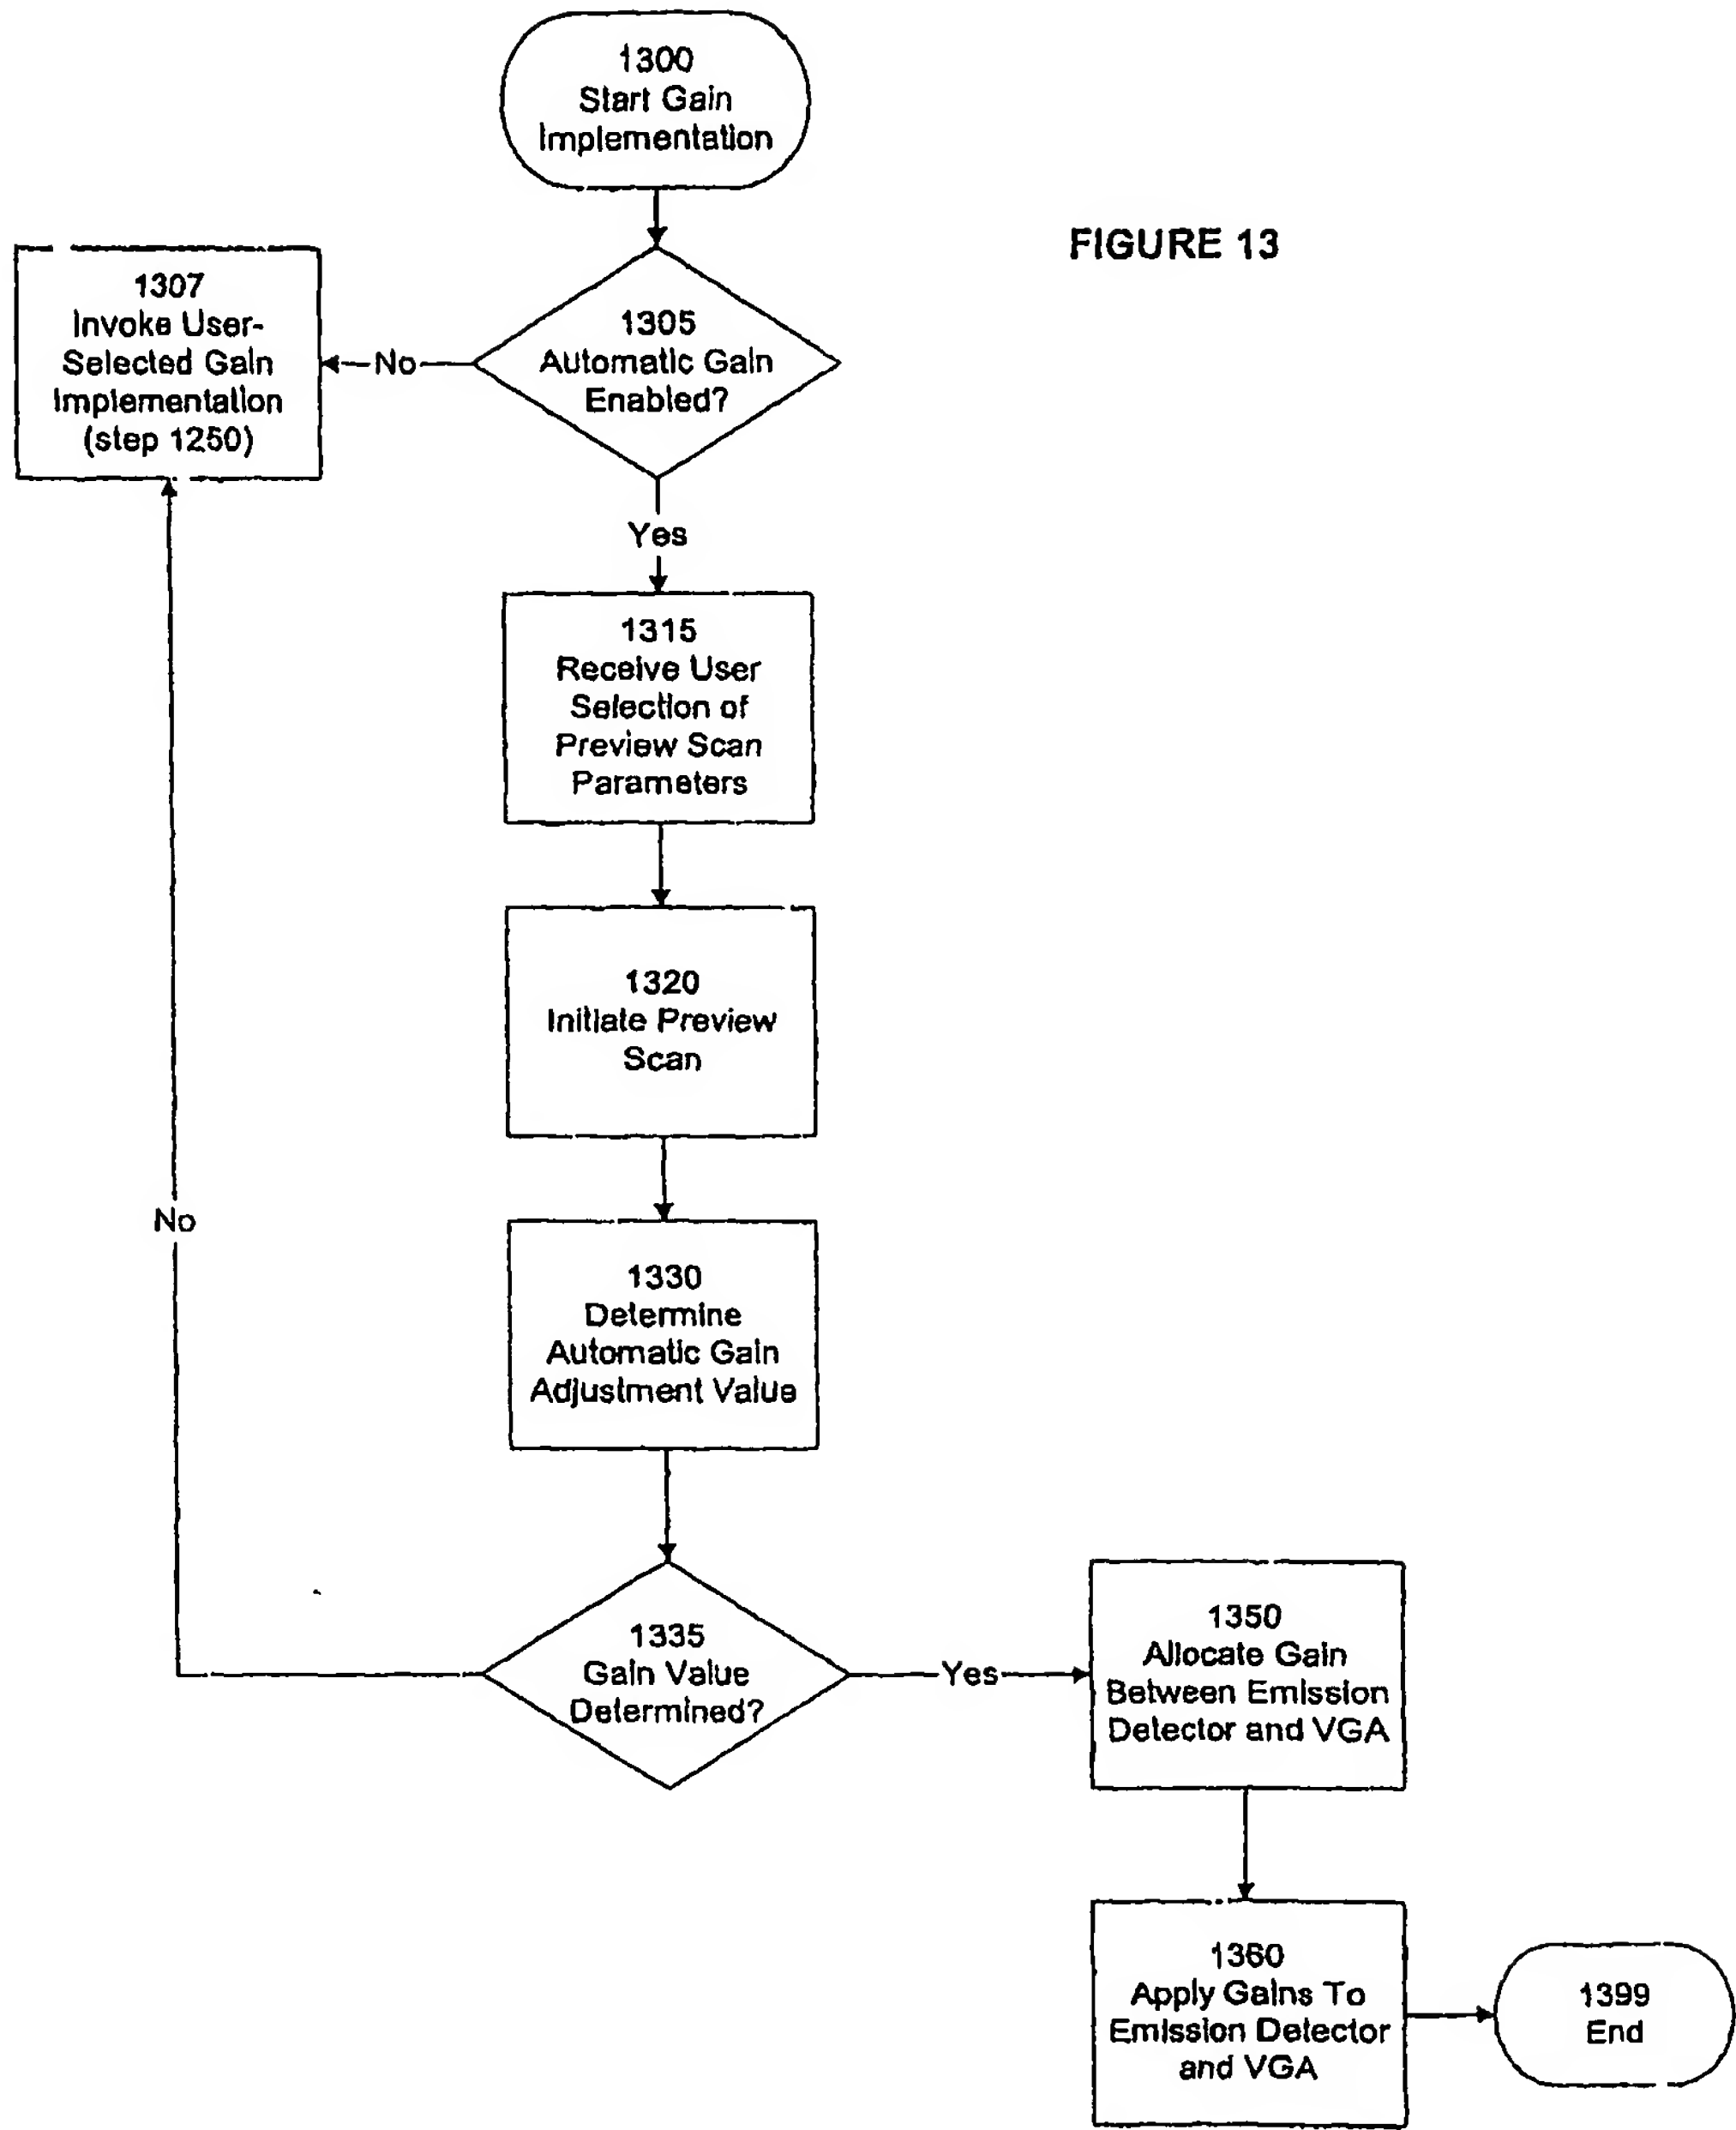 1300
Start Gain
Implementation
FIGURE 13
1307
Invoke User-
Selected Gain
Implementation
(step 1250)
No
1305
Automatic Gain
Enabled?
Yes
1315
Receive User
Selection of
Preview Scan
Parameters
1320
Initiate Preview
Scan
No
1330
Determine
Automatic Gain
Adjustment Value
1335
Gain Value
Determined?
Yes
1350
Allocate Gain
Between Emission
Detector and VGA
1360
Apply Gains To
Emission Detector
and VGA
1399
End